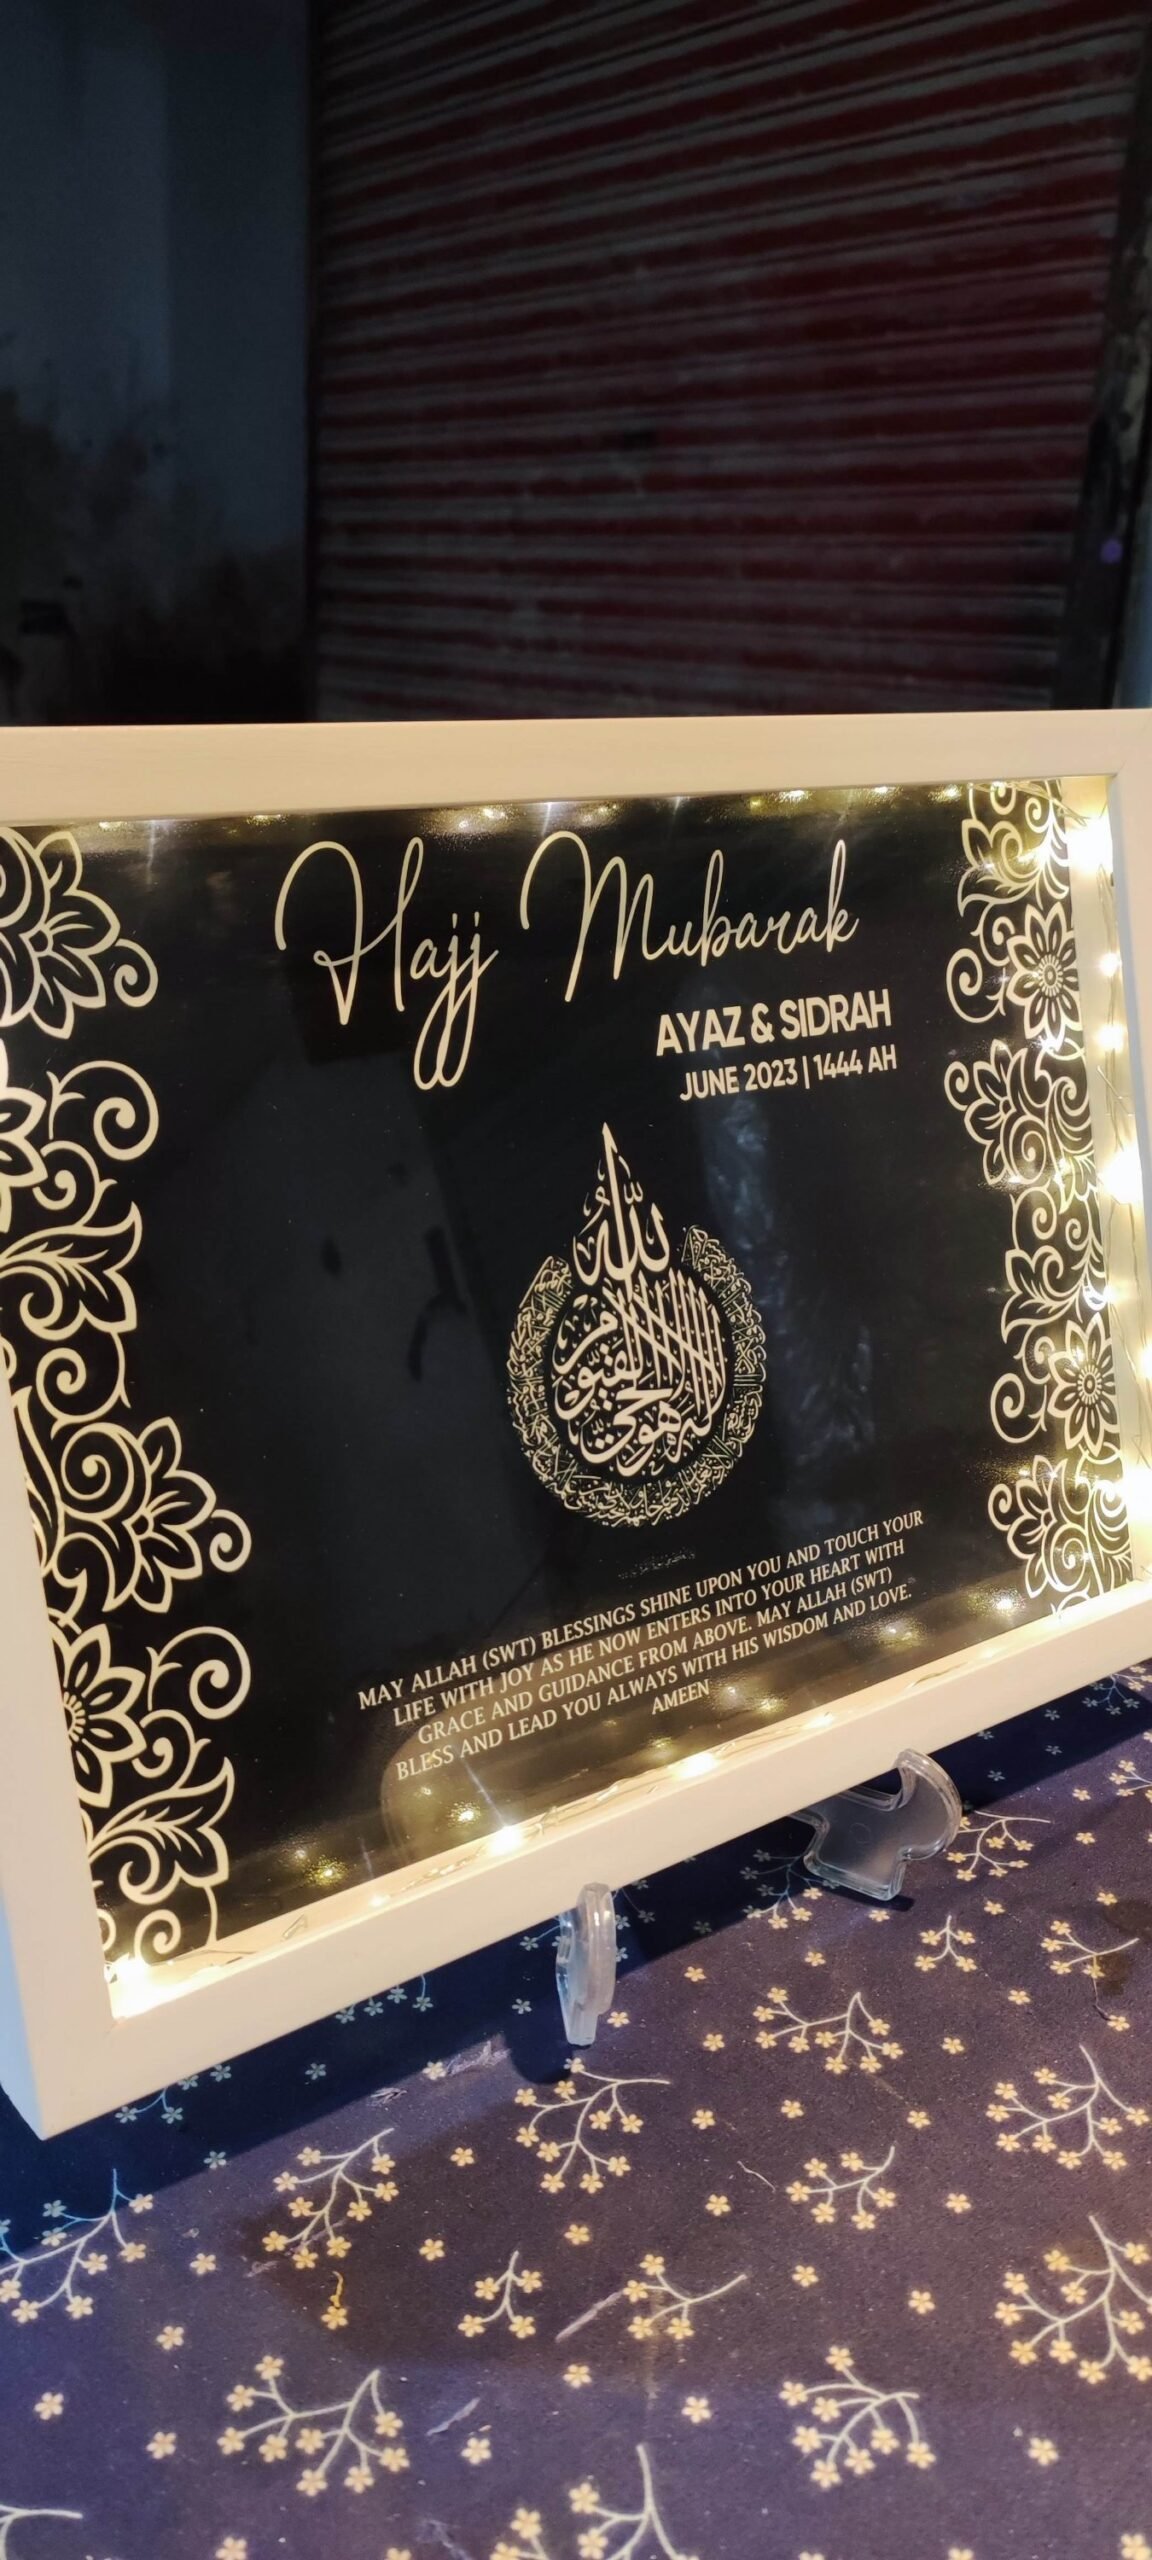 Hajj Mubarak
AYAZ & SIDRAH
JUNE 2023 | 1444 AH
الله
لا إله إلا هو الحي القيوم
MAY ALLAH (SWT) BLESSINGS SHINE UPON YOU AND TOUCH YOUR
LIFE WITH JOY AS HE NOW ENTERS INTO YOUR HEART WITH
GRACE AND GUIDANCE FROM ABOVE. MAY ALLAH (SWT)
BLESS AND LEAD YOU ALWAYS WITH HIS WISDOM AND LOVE.
AMEEN